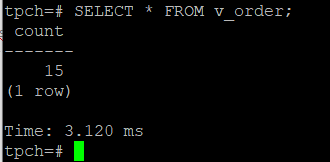 tpch=# SELECT * FROM v_order;
 count
-------
    15
(1 row)

Time: 3.120 ms
tpch=#